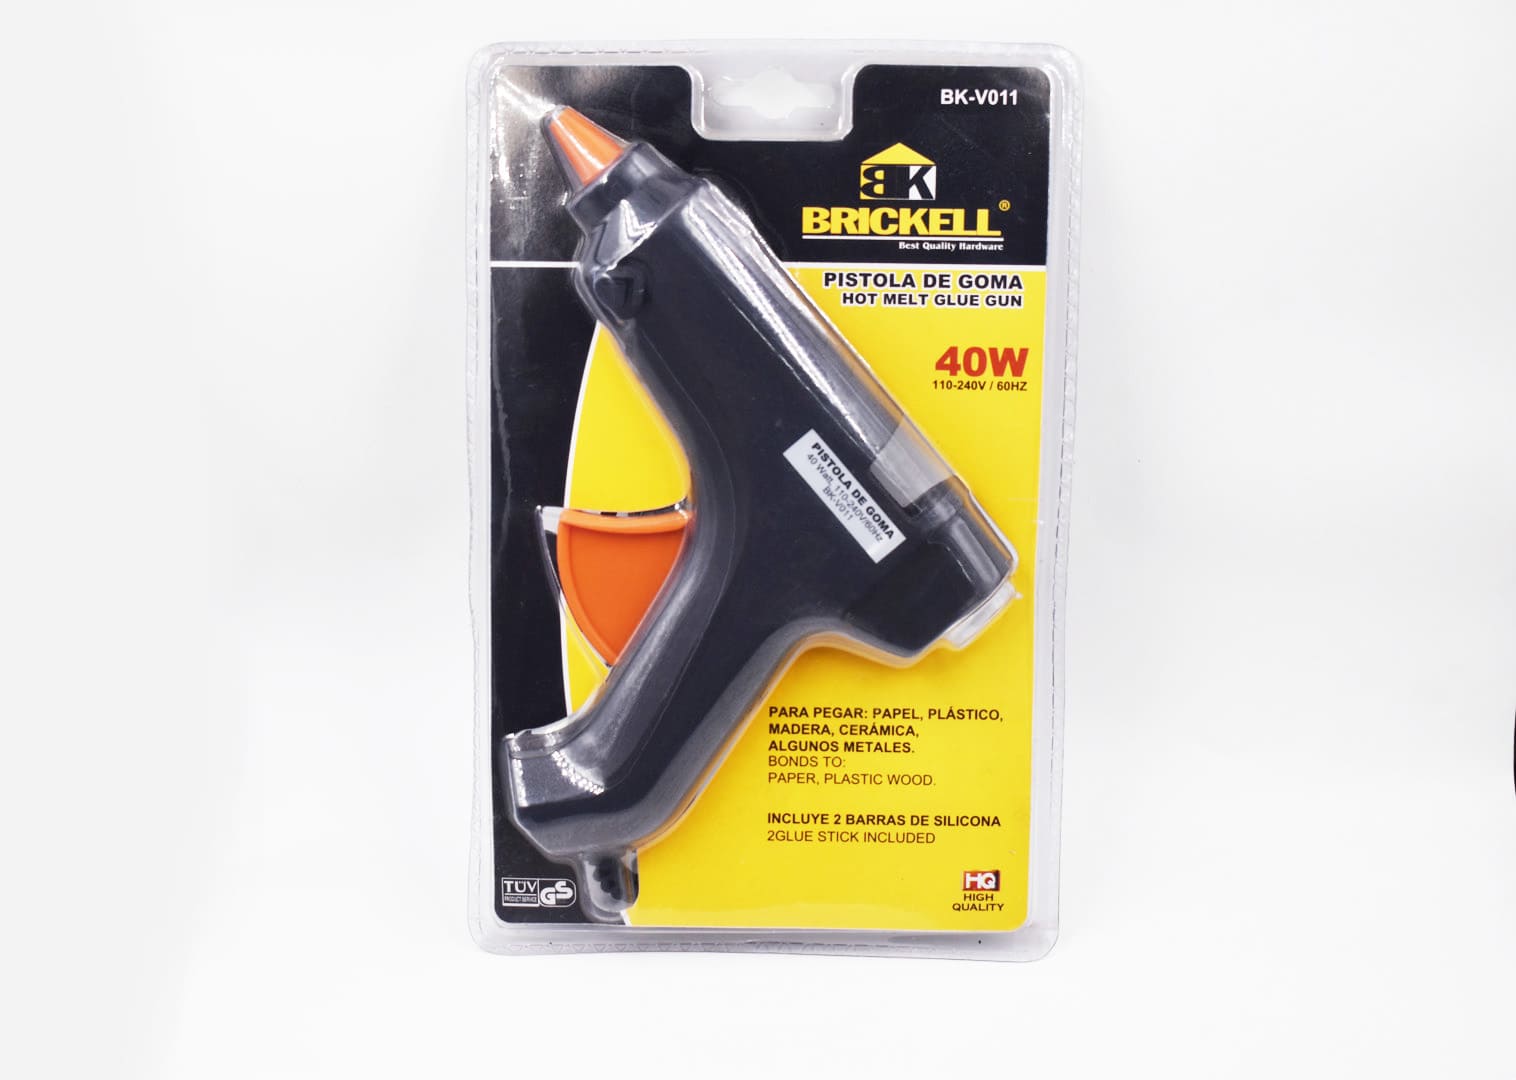 BK-V011
BK
BRICKELL®
Best Quality Hardware
PISTOLA DE GOMA
HOT MELT GLUE GUN
40W
110-240V / 60HZ
PISTOLA DE GOMA
40 Watt, 110-240V/60Hz
BK-V011
PARA PEGAR: PAPEL, PLÁSTICO,
MADERA, CERÁMICA,
ALGUNOS METALES.
BONDS TO:
PAPER, PLASTIC WOOD.
INCLUYE 2 BARRAS DE SILICONA
2GLUE STICK INCLUDED
TÜV
PRODUCT SERVICE
GS
HQ
HIGH
QUALITY